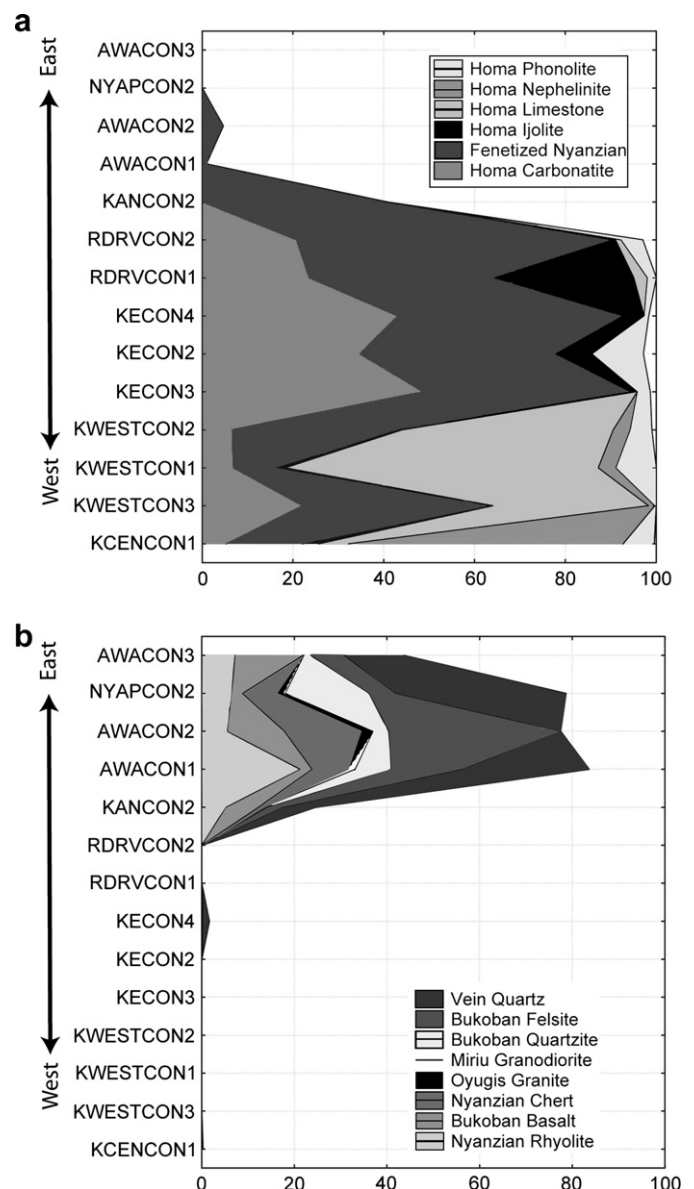 a
East
West
AWACON3
NYAPCON2
AWACON2
AWACON1
KANCON2
RDRVCON2
RDRVCON1
KECON4
KECON2
KECON3
KWESTCON2
KWESTCON1
KWESTCON3
KCENCON1
Homa Phonolite
Homa Nephelinite
Homa Limestone
Homa Ijolite
Fenetized Nyanzian
Homa Carbonatite
0 20 40 60 80 100
b
East
West
AWACON3
NYAPCON2
AWACON2
AWACON1
KANCON2
RDRVCON2
RDRVCON1
KECON4
KECON2
KECON3
KWESTCON2
KWESTCON1
KWESTCON3
KCENCON1
Vein Quartz
Bukoban Felsite
Bukoban Quartzite
Miriu Granodiorite
Oyugis Granite
Nyanzian Chert
Bukoban Basalt
Nyanzian Rhyolite
0 20 40 60 80 100